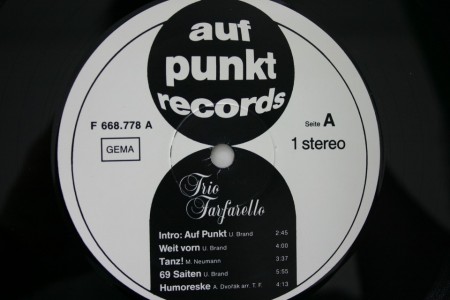 auf
punkt
records
F 668.778 A
GEMA
Seite A
1 stereo
Trio
Farfarello
Intro: Auf Punkt U. Brand 2:45
Weit vorn U. Brand 4:00
Tanz! M. Neumann 3:37
69 Saiten U. Brand 5:55
Humoreske A. Dvořák arr. T. F. 4:13